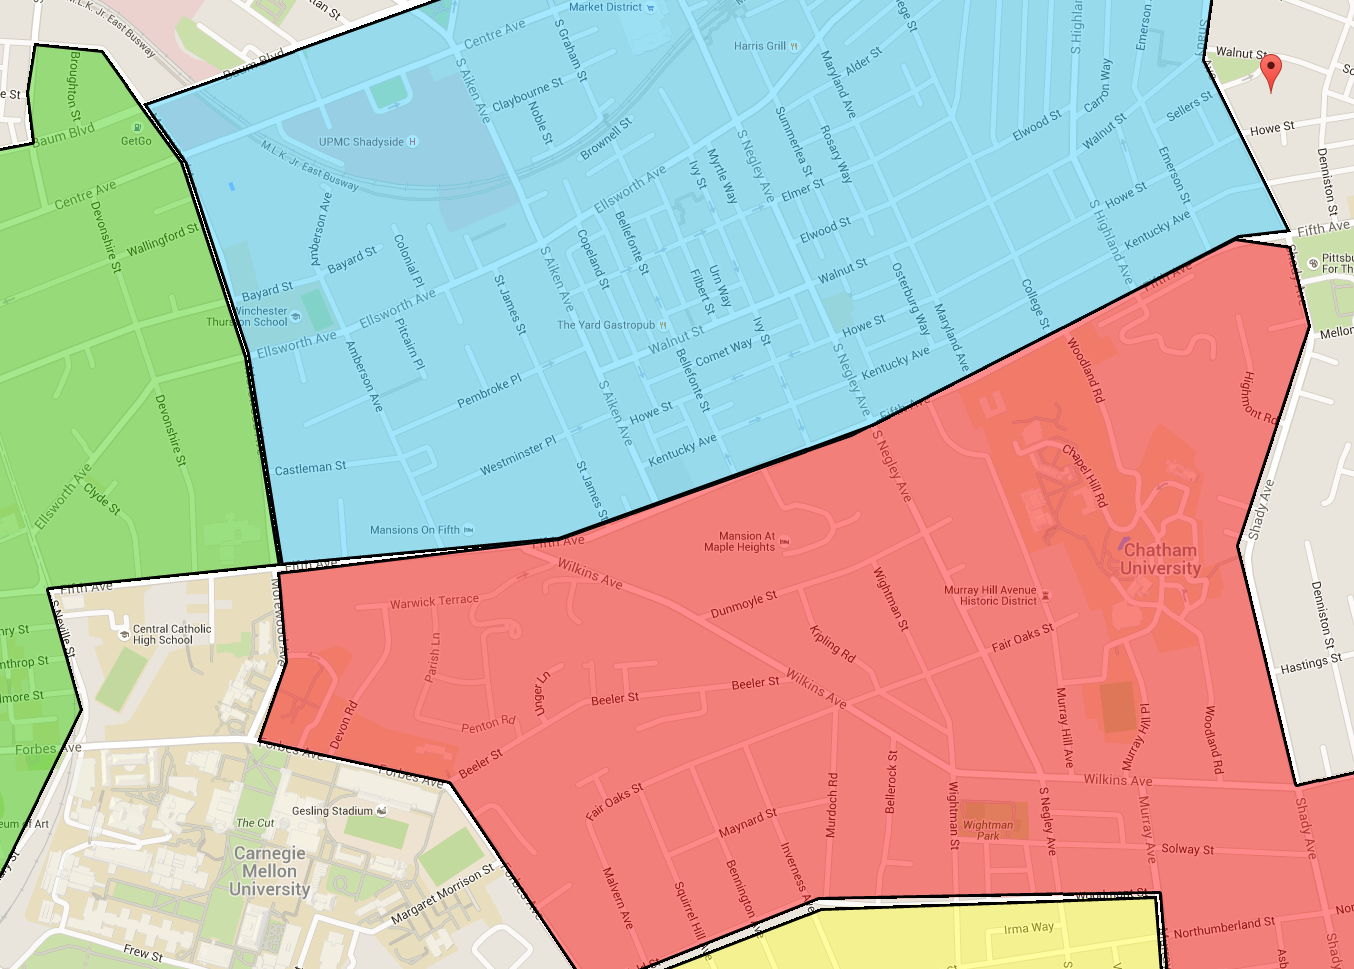 M.L.K. Jr. East Busway
Market District
S Graham St
Centre Ave
S Highland
Emerson
Shady Ave
Walnut St
Harris Grill
Alder St
Maryland Ave
Baum Blvd
Broughton St
S Aiken Ave
Claybourne St
Noble St
Carron Way
Sellers St
GetGo
Baum Blvd
UPMC Shadyside H
Brownell St
Summerlea St
Rosary Way
Elwood St
Walnut St
Howe St
M.L.K. Jr. East Busway
S Negley Ave
Myrtle Way
Ivy St
Ellsworth Ave
Elmer St
Emerson St
Denniston St
Centre Ave
Devonshire St
Wallingford St
Amberson Ave
Bayard St
Colonial Pl
Copeland St
Bellefonte St
Elwood St
S Highland Ave
Howe St
Kentucky Ave
Fifth Ave
Bayard St
Ellsworth Ave
S Aiken Ave
St James St
Filbert St
Urn Way
Walnut St
Osterburg Way
College St
Fifth Ave
Shady Ave
Winchester
Thurston School
Ellsworth Ave
Pitcairn Pl
The Yard Gastropub
Walnut St
Ivy St
Howe St
Maryland Ave
Amberson Ave
Pembroke Pl
Comet Way
Bellefonte St
S Negley Ave
Kentucky Ave
Woodland Rd
Highmont Rd
Devonshire St
Howe St
S Aiken Ave
Fifth Ave
Castleman St
Westminster Pl
Kentucky Ave
S Negley Ave
Chapel Hill Rd
Ellsworth Ave
Clyde St
St James St
Shady Ave
Mansions On Fifth
Fifth Ave
Mansion At
Maple Heights
Chatham
University
Fifth Ave
Fifth Ave
Wilkins Ave
S Neville St
Morewood Ave
Warwick Terrace
Dunmoyle St
Wightman St
Murray Hill Avenue
Historic District
Denniston St
Central Catholic
High School
Parish Ln
Kipling Rd
Fair Oaks St
Hastings St
Unger Ln
Beeler St
Beeler St
Wilkins Ave
Devon Rd
Penton Rd
Murray Hill Ave
Murray Hill Pl
Woodland Rd
Forbes Ave
Forbes Ave
Forbes Ave
Beeler St
Wilkins Ave
Fair Oaks St
Murdoch Rd
Bellerock St
Wightman St
S Negley Ave
Murray Ave
Shady Ave
Gesling Stadium
The Cut
Maynard St
Wightman
Park
Solway St
Carnegie
Mellon
University
Forbes Ave
Malvern Ave
Squirrel Hill Ave
Bennington
Inverness Ave
Margaret Morrison St
Woodmont St
Northumberland St
Irma Way
Frew St
Shady